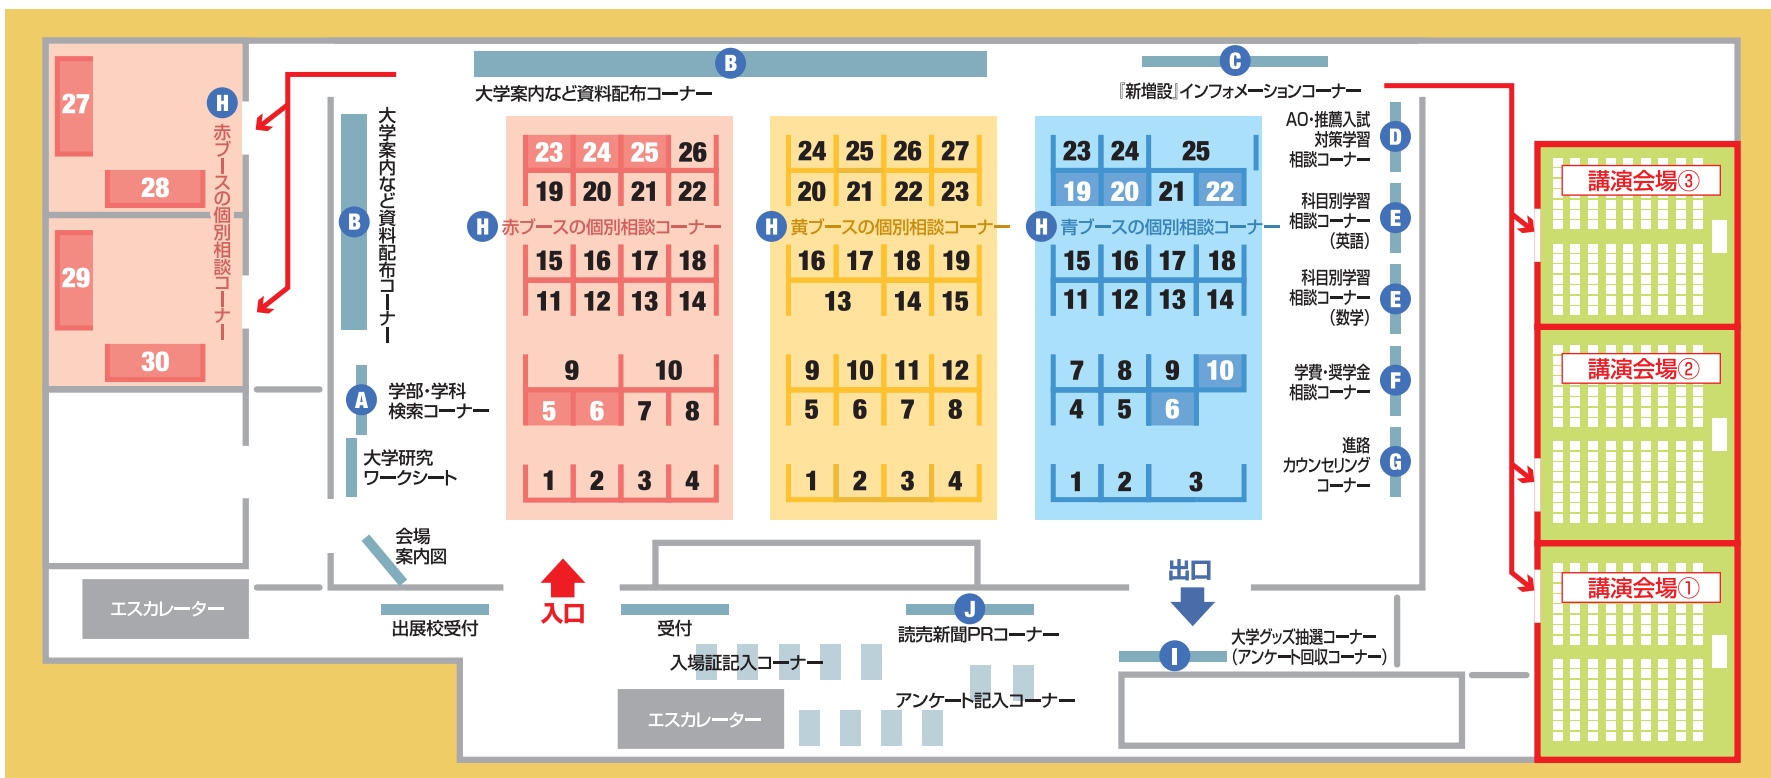 27
28
29
30
H
赤ブースの個別相談コーナー
B
大学案内など資料配布コーナー
B
大学案内など資料配布コーナー
A
学部・学科
検索コーナー
大学研究
ワークシート
会場
案内図
エスカレーター
23 24 25 26
19 20 21 22
H 赤ブースの個別相談コーナー
15 16 17 18
11 12 13 14
9 10
5 6 7 8
1 2 3 4
24 25 26 27
20 21 22 23
H 黄ブースの個別相談コーナー
16 17 18 19
13 14 15
9 10 11 12
5 6 7 8
1 2 3 4
23 24 25
19 20 21 22
H 青ブースの個別相談コーナー
15 16 17 18
11 12 13 14
7 8 9 10
4 5 6
1 2 3
C
『新増設』インフォメーションコーナー
AO・推薦入試
対策学習
相談コーナー
D
科目別学習
相談コーナー
(英語)
E
科目別学習
相談コーナー
(数学)
E
学費・奨学金
相談コーナー
F
進路
カウンセリング
コーナー
G
講演会場③
講演会場②
講演会場①
入口
出口
出展校受付
受付
J
読売新聞PRコーナー
入場証記入コーナー
アンケート記入コーナー
エスカレーター
I
大学グッズ抽選コーナー
(アンケート回収コーナー)